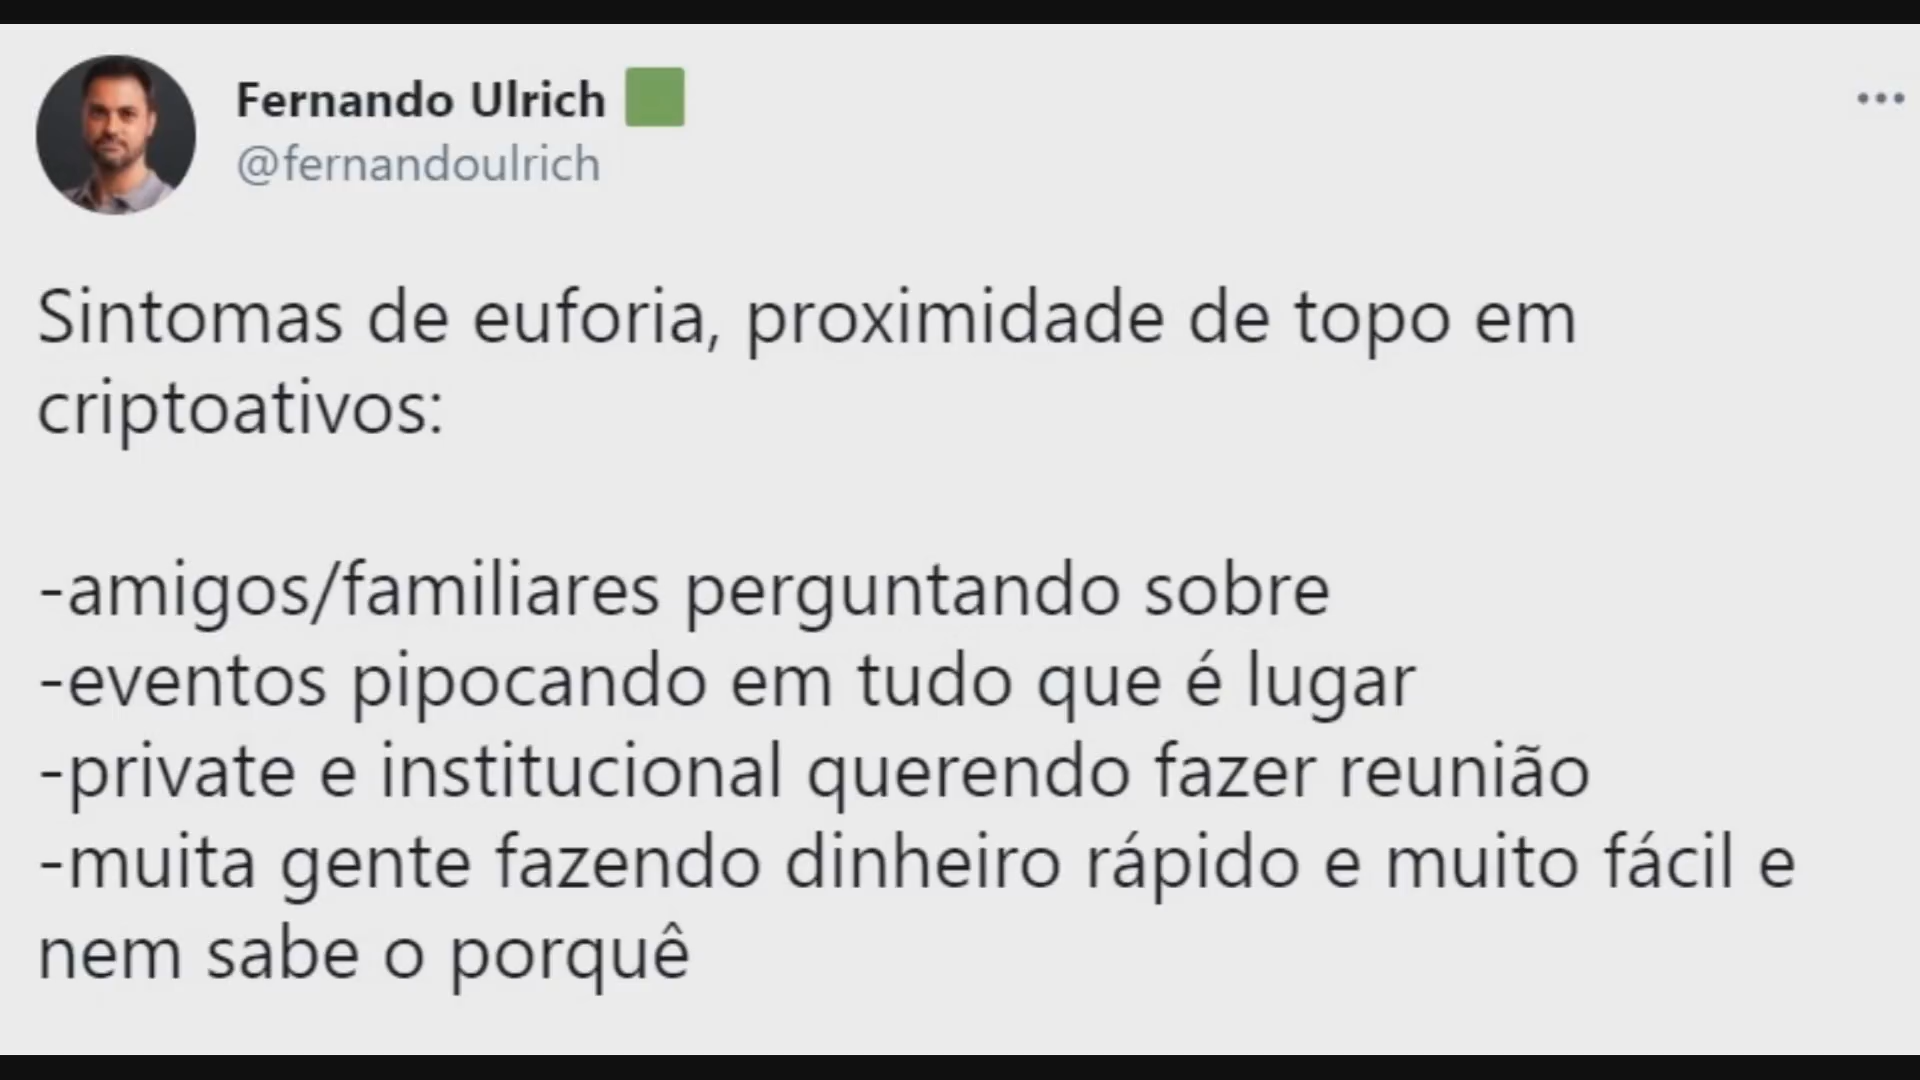 Fernando Ulrich
@fernandoulrich
Sintomas de euforia, proximidade de topo em
criptoativos:
-amigos/familiares perguntando sobre
-eventos pipocando em tudo que é lugar
-private e institucional querendo fazer reunião
-muita gente fazendo dinheiro rápido e muito fácil e
nem sabe o porquê